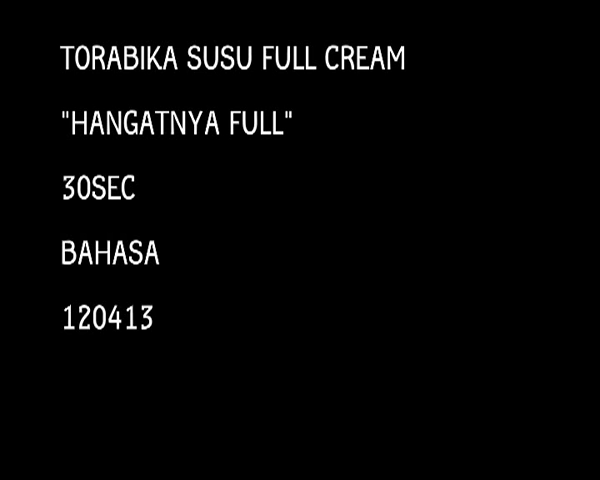 TORABIKA SUSU FULL CREAM
"HANGATNYA FULL"
30SEC
BAHASA
120413